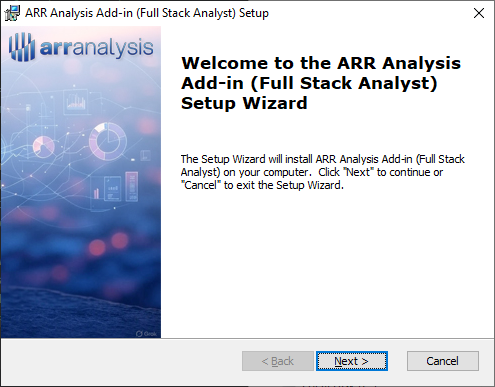 ARR Analysis Add-in (Full Stack Analyst) Setup
arranalysis
Welcome to the ARR Analysis
Add-in (Full Stack Analyst)
Setup Wizard
The Setup Wizard will install ARR Analysis Add-in (Full Stack
Analyst) on your computer. Click "Next" to continue or
"Cancel" to exit the Setup Wizard.
< Back
Next >
Cancel